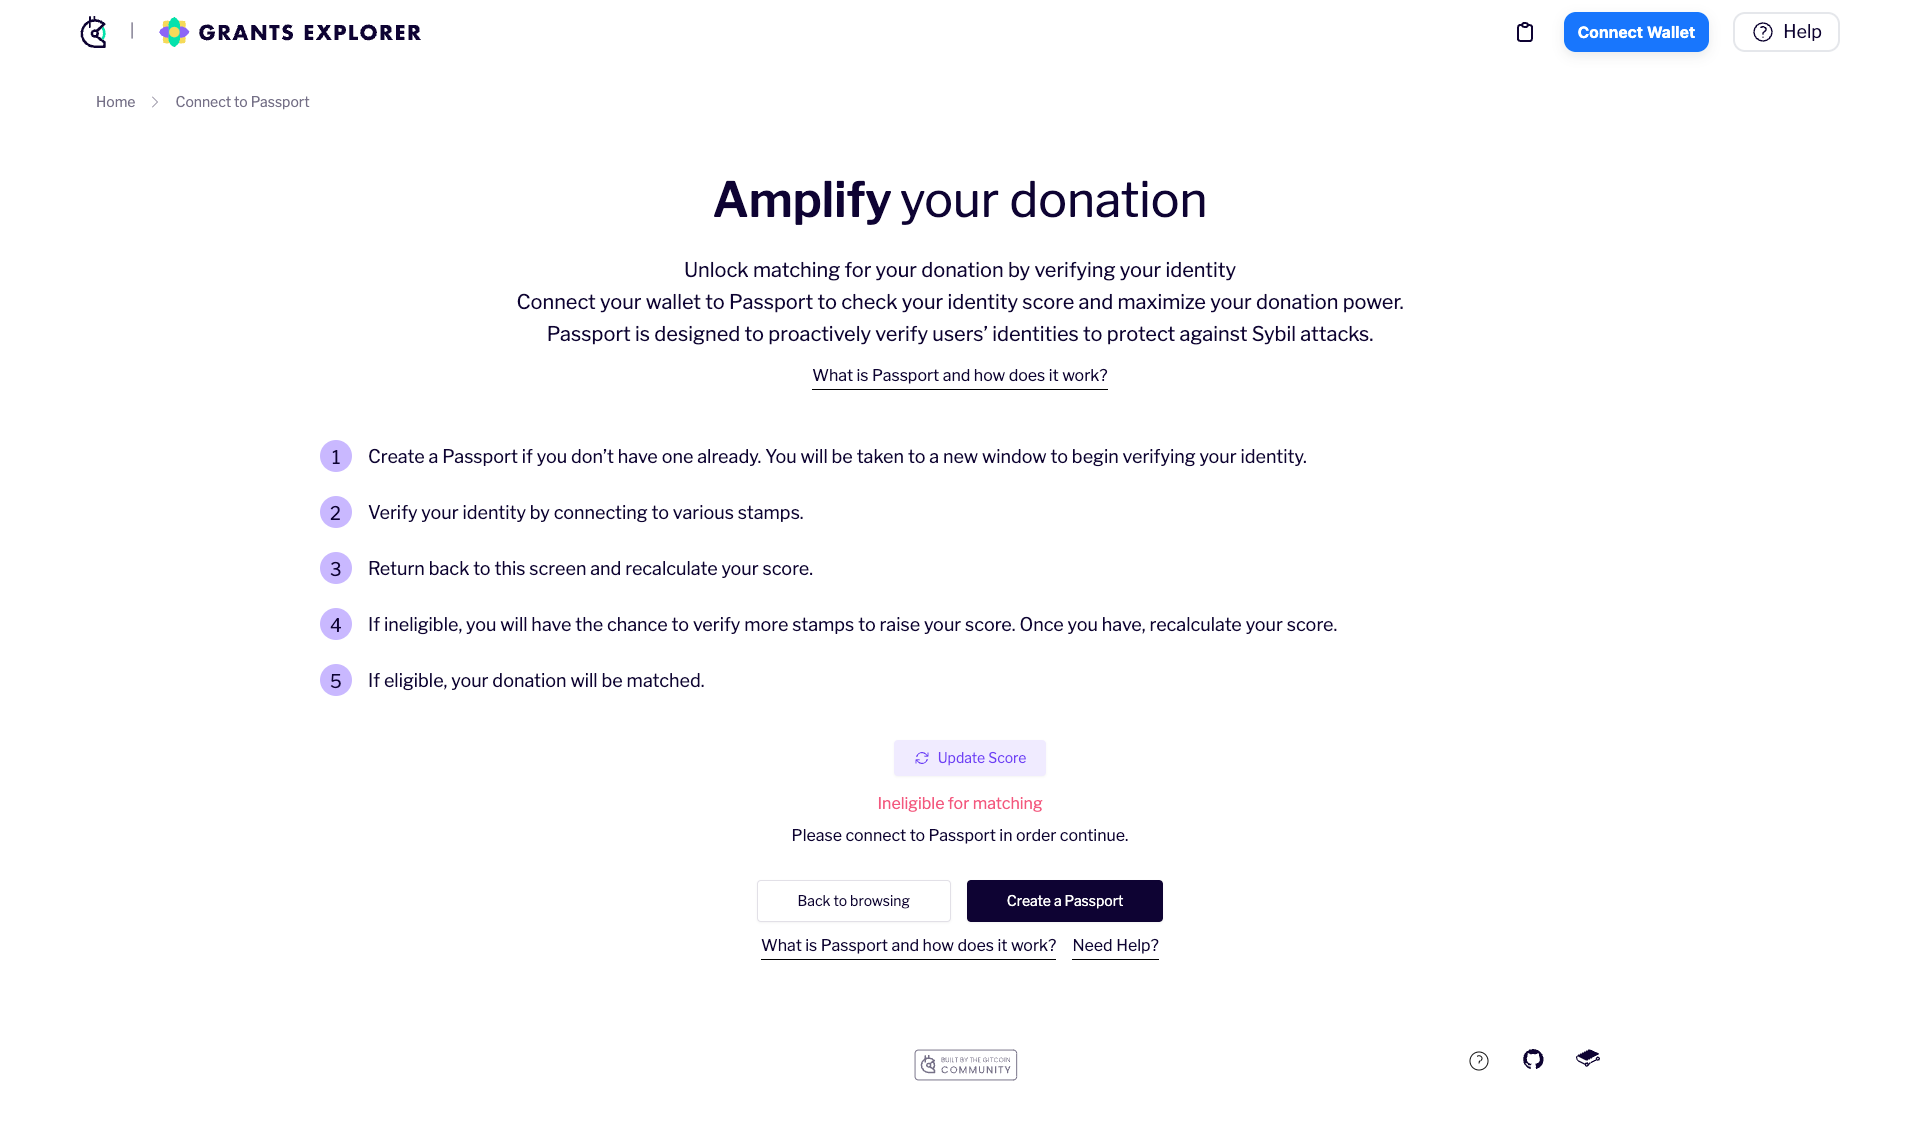 GRANTS EXPLORER
Connect Wallet
Help
Home
Connect to Passport
Amplify your donation
Unlock matching for your donation by verifying your identity
Connect your wallet to Passport to check your identity score and maximize your donation power.
Passport is designed to proactively verify users’ identities to protect against Sybil attacks.
What is Passport and how does it work?
1 Create a Passport if you don’t have one already. You will be taken to a new window to begin verifying your identity.
2 Verify your identity by connecting to various stamps.
3 Return back to this screen and recalculate your score.
4 If ineligible, you will have the chance to verify more stamps to raise your score. Once you have, recalculate your score.
5 If eligible, your donation will be matched.
Update Score
Ineligible for matching
Please connect to Passport in order continue.
Back to browsing
Create a Passport
What is Passport and how does it work?
Need Help?
BUILT BY THE GITCOIN
COMMUNITY